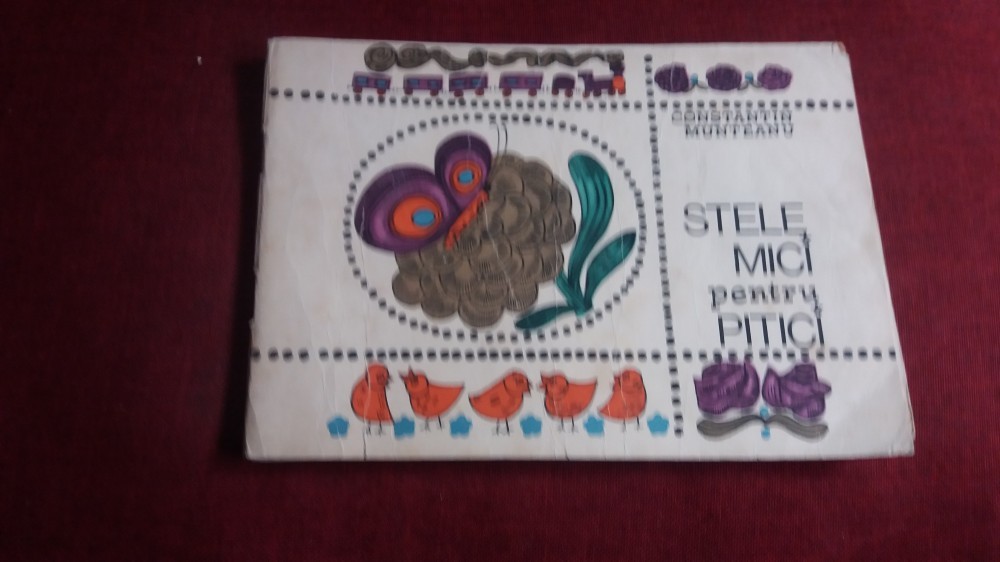 CONSTANTIN
MUNTEANU
STELE
MICI
pentru
PITICI